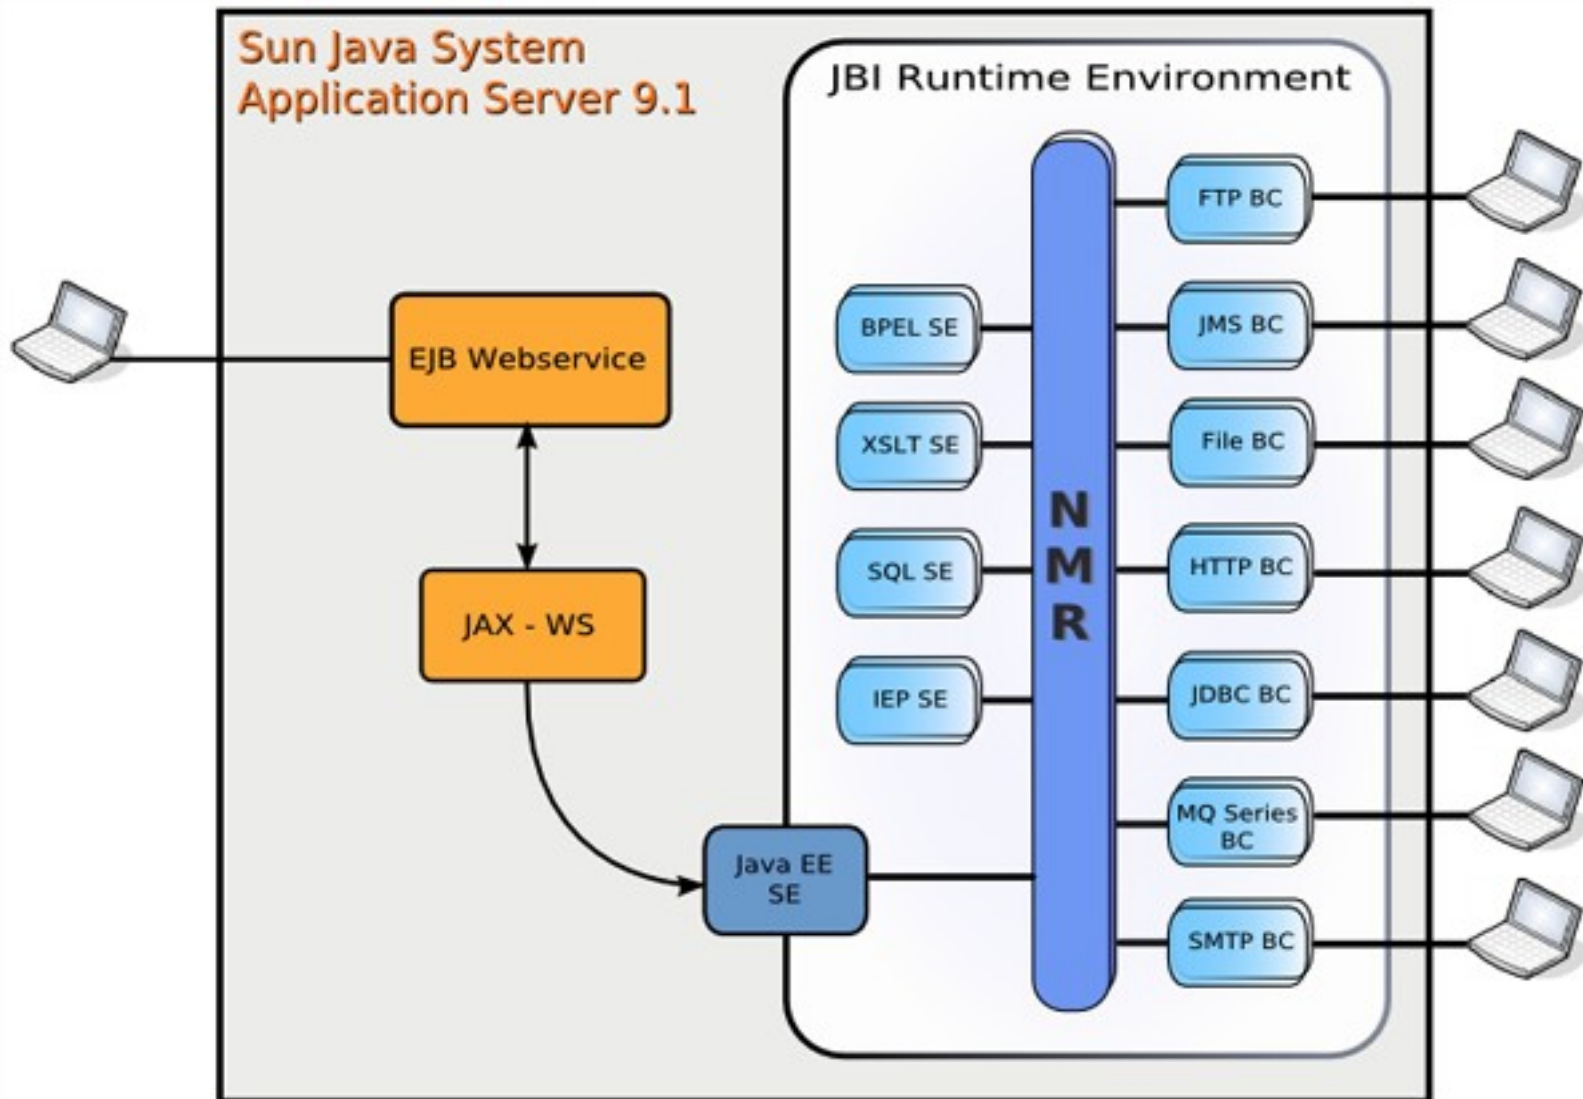 Sun Java System
Application Server 9.1
JBI Runtime Environment
EJB Webservice
JAX - WS
Java EE
SE
BPEL SE
XSLT SE
SQL SE
IEP SE
N
M
R
FTP BC
JMS BC
File BC
HTTP BC
JDBC BC
MQ Series
BC
SMTP BC